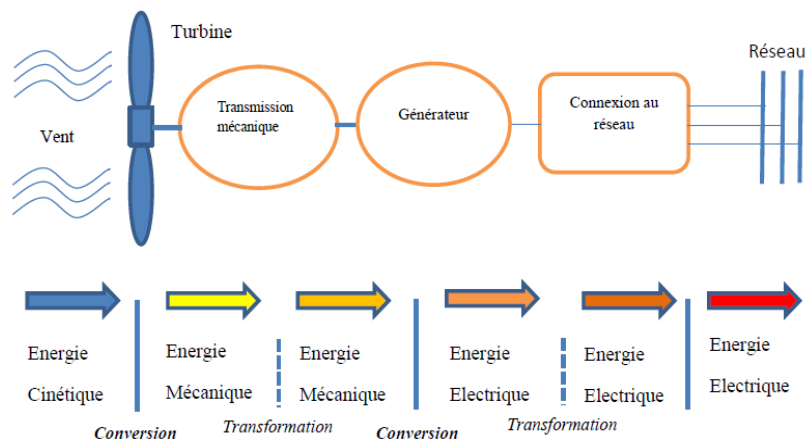 Turbine
Réseau
Transmission
mécanique
Générateur
Connexion au
réseau
Vent
Energie
Cinétique
Energie
Mécanique
Energie
Mécanique
Energie
Electrique
Energie
Electrique
Energie
Electrique
Conversion
Transformation
Conversion
Transformation